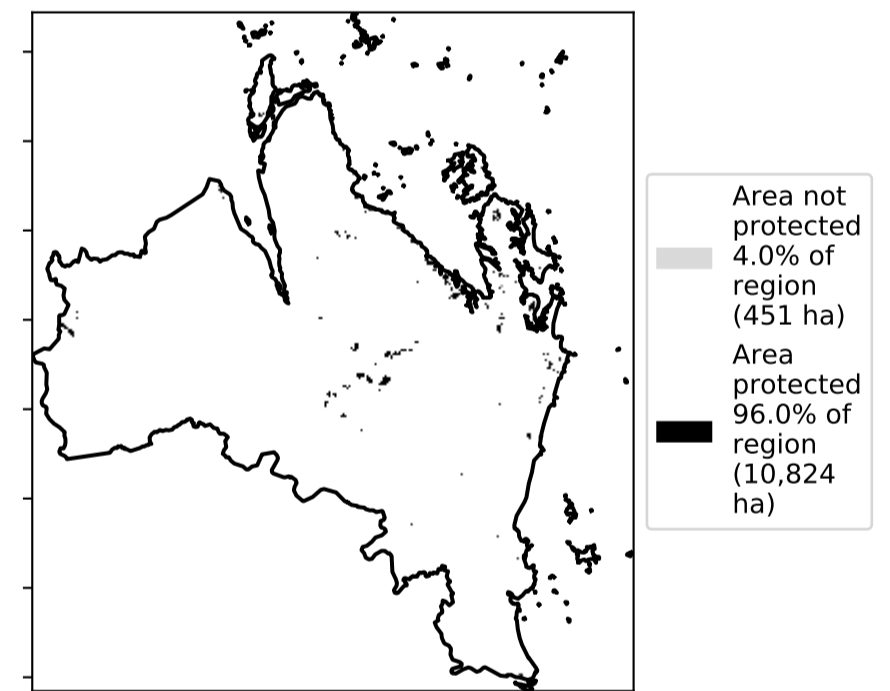 Area not
protected
4.0% of
region
(451 ha)
Area
protected
96.0% of
region
(10,824
ha)